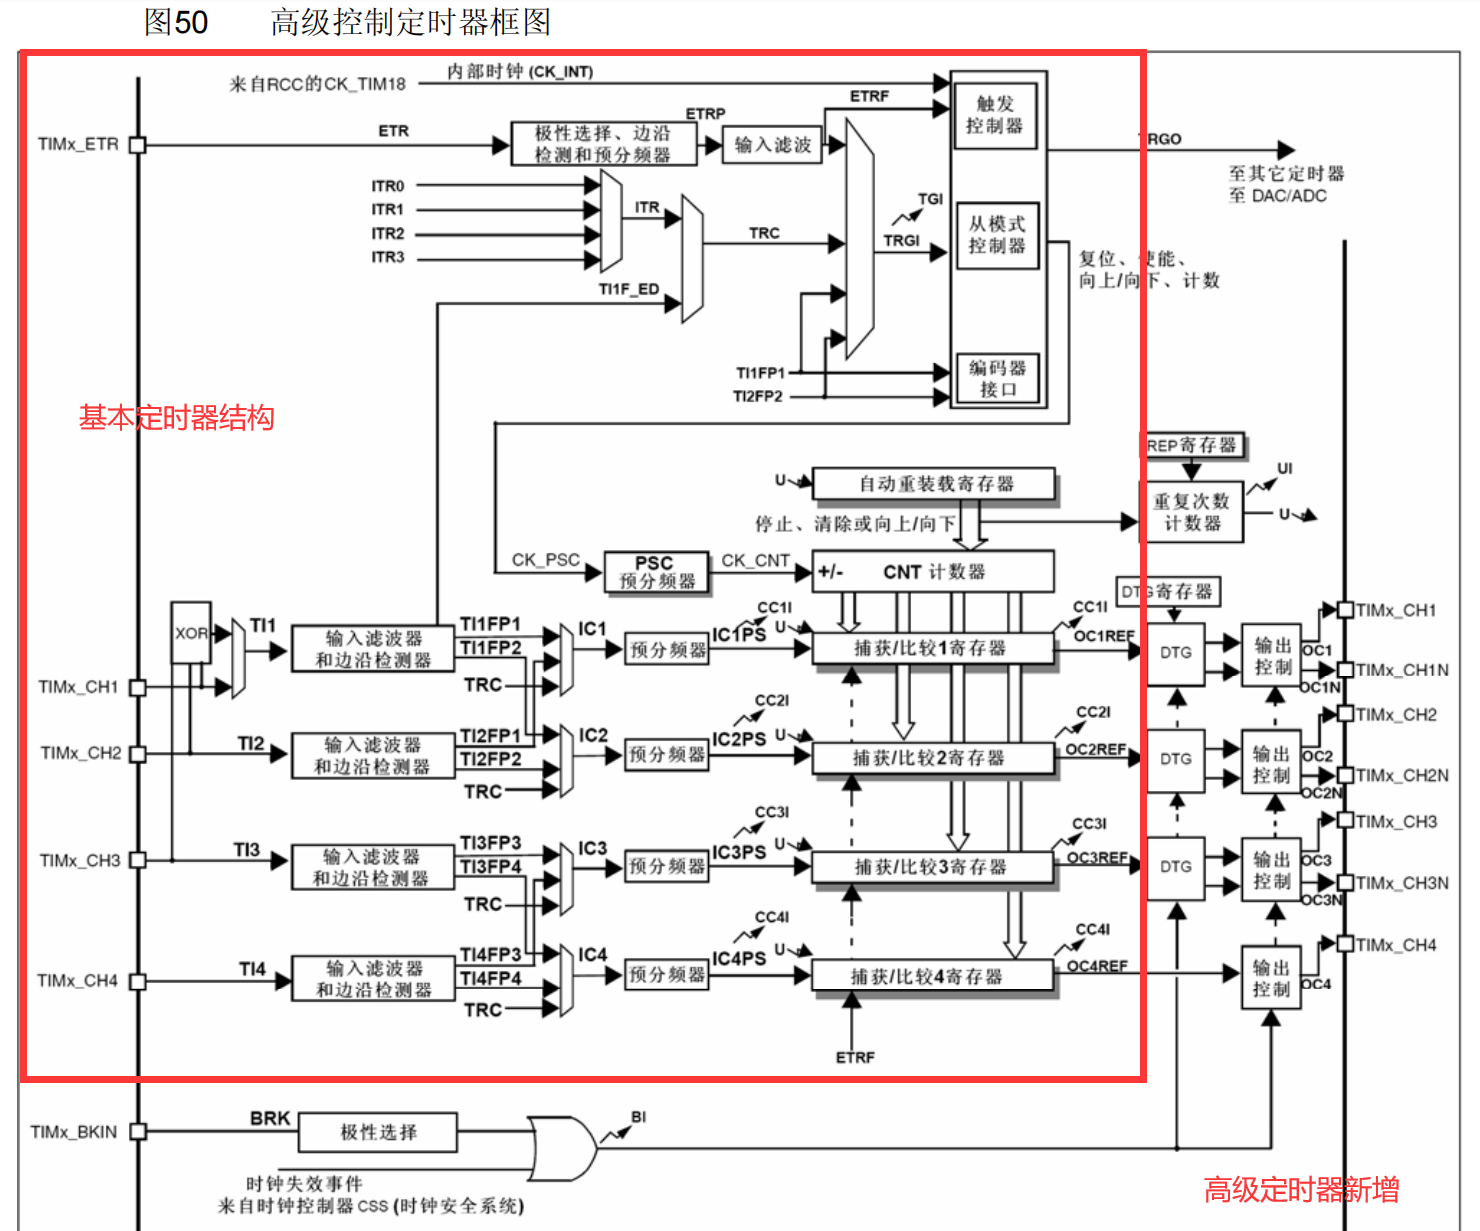 图50 高级控制定时器框图
来自RCC的CK_TIM18
内部时钟 (CK_INT)
TIMx_ETR
ETR
极性选择、边沿
检测和预分频器
ETRP
输入滤波
ETRF
触发
控制器
TRGO
至其它定时器
至 DAC/ADC
ITR0
ITR1
ITR2
ITR3
ITR
TRC
TI1F_ED
TGI
TRGI
从模式
控制器
复位、使能、
向上/向下、计数
TI1FP1
TI2FP2
编码器
接口
基本定时器结构
REP寄存器
UI
U
自动重装载寄存器
重复次数
计数器
U
停止、清除或向上/向下
CK_PSC
PSC
预分频器
CK_CNT
+/-
CNT 计数器
DTG寄存器
XOR
TI1
输入滤波器
和边沿检测器
TI1FP1
TI1FP2
TRC
IC1
预分频器
IC1PS
CC1I
U
捕获/比较1寄存器
CC1I
OC1REF
DTG
输出
控制
OC1
OC1N
TIMx_CH1
TIMx_CH1N
TIMx_CH1
TIMx_CH2
TI2
输入滤波器
和边沿检测器
TI2FP1
TI2FP2
TRC
IC2
预分频器
IC2PS
CC2I
U
捕获/比较2寄存器
CC2I
OC2REF
DTG
输出
控制
OC2
OC2N
TIMx_CH2
TIMx_CH2N
TIMx_CH3
TI3
输入滤波器
和边沿检测器
TI3FP3
TI3FP4
TRC
IC3
预分频器
IC3PS
CC3I
U
捕获/比较3寄存器
CC3I
OC3REF
DTG
输出
控制
OC3
OC3N
TIMx_CH3
TIMx_CH3N
TIMx_CH4
TI4
输入滤波器
和边沿检测器
TI4FP3
TI4FP4
TRC
IC4
预分频器
IC4PS
CC4I
U
捕获/比较4寄存器
CC4I
OC4REF
输出
控制
OC4
TIMx_CH4
ETRF
TIMx_BKIN
BRK
极性选择
BI
时钟失效事件
来自时钟控制器CSS (时钟安全系统)
高级定时器新增